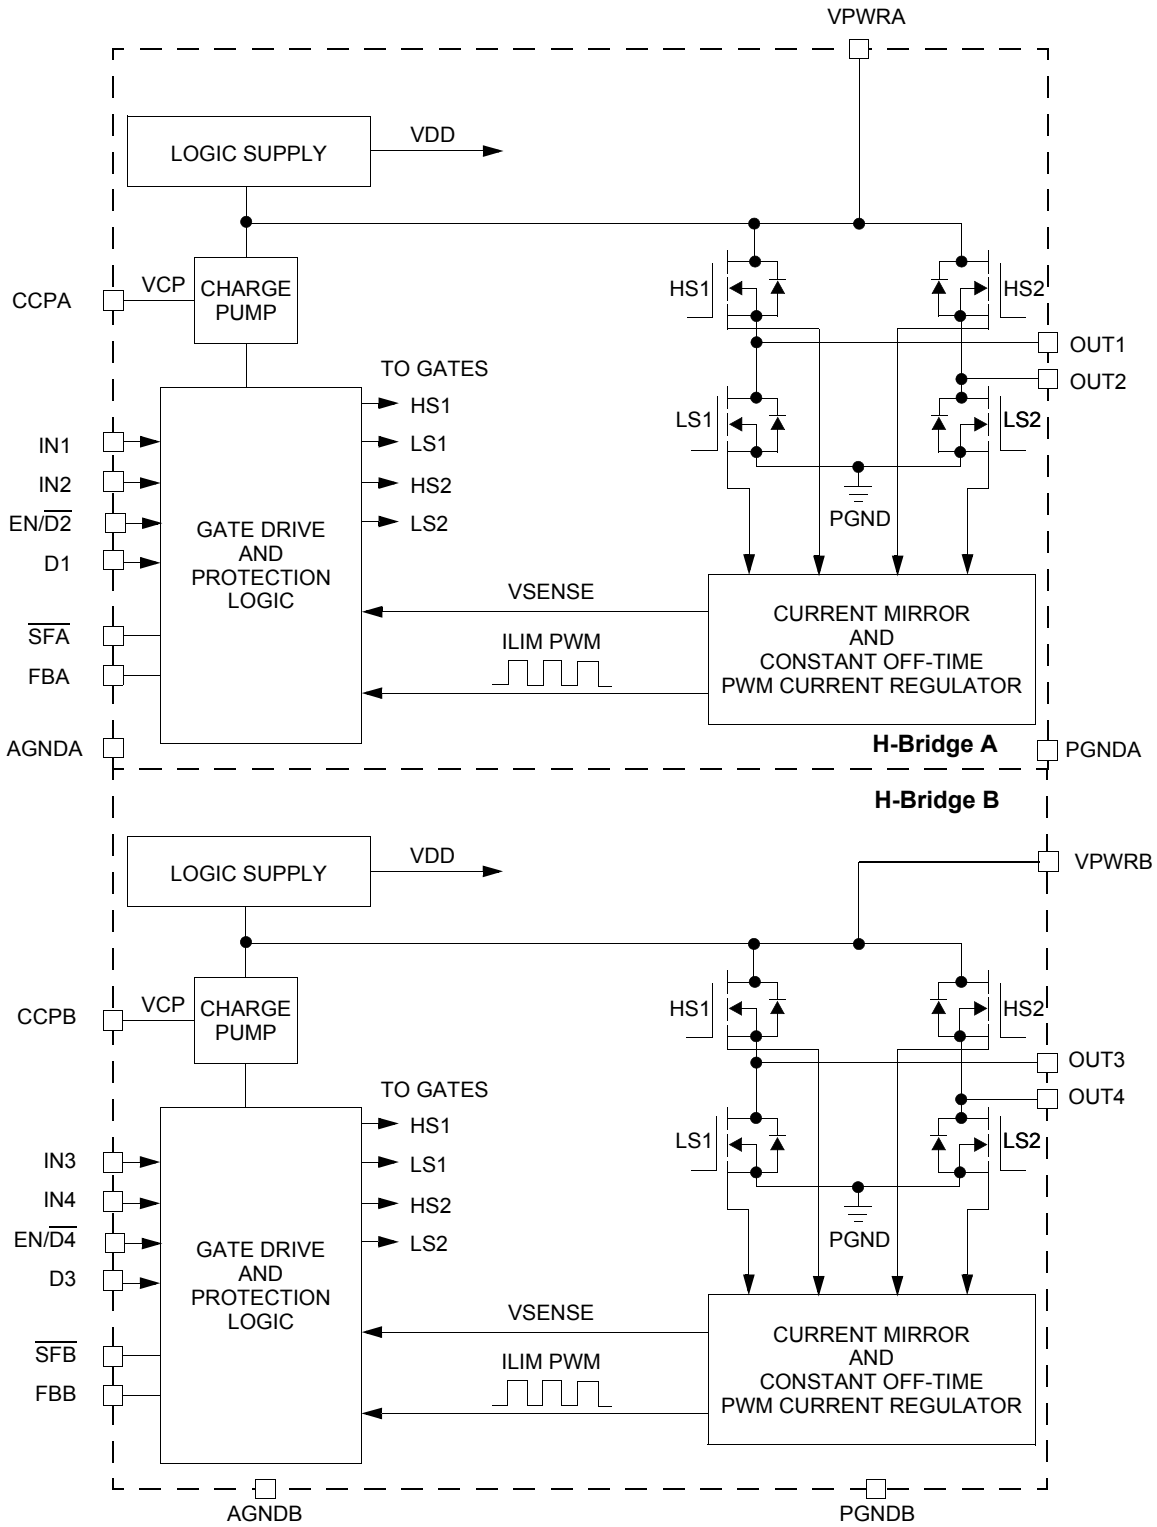 VPWRA
LOGIC SUPPLY
VDD
CCPA
VCP
CHARGE
PUMP
HS1
HS2
OUT1
OUT2
TO GATES
HS1
LS1
HS2
LS2
LS1
LS2
PGND
IN1
IN2
EN/D2
D1
SFA
FBA
AGNDA
GATE DRIVE
AND
PROTECTION
LOGIC
VSENSE
ILIM PWM
CURRENT MIRROR
AND
CONSTANT OFF-TIME
PWM CURRENT REGULATOR
H-Bridge A
PGNDA
H-Bridge B
LOGIC SUPPLY
VDD
VPWRB
CCPB
VCP
CHARGE
PUMP
HS1
HS2
OUT3
OUT4
TO GATES
HS1
LS1
HS2
LS2
LS1
LS2
PGND
IN3
IN4
EN/D4
D3
SFB
FBB
GATE DRIVE
AND
PROTECTION
LOGIC
VSENSE
ILIM PWM
CURRENT MIRROR
AND
CONSTANT OFF-TIME
PWM CURRENT REGULATOR
AGNDB
PGNDB